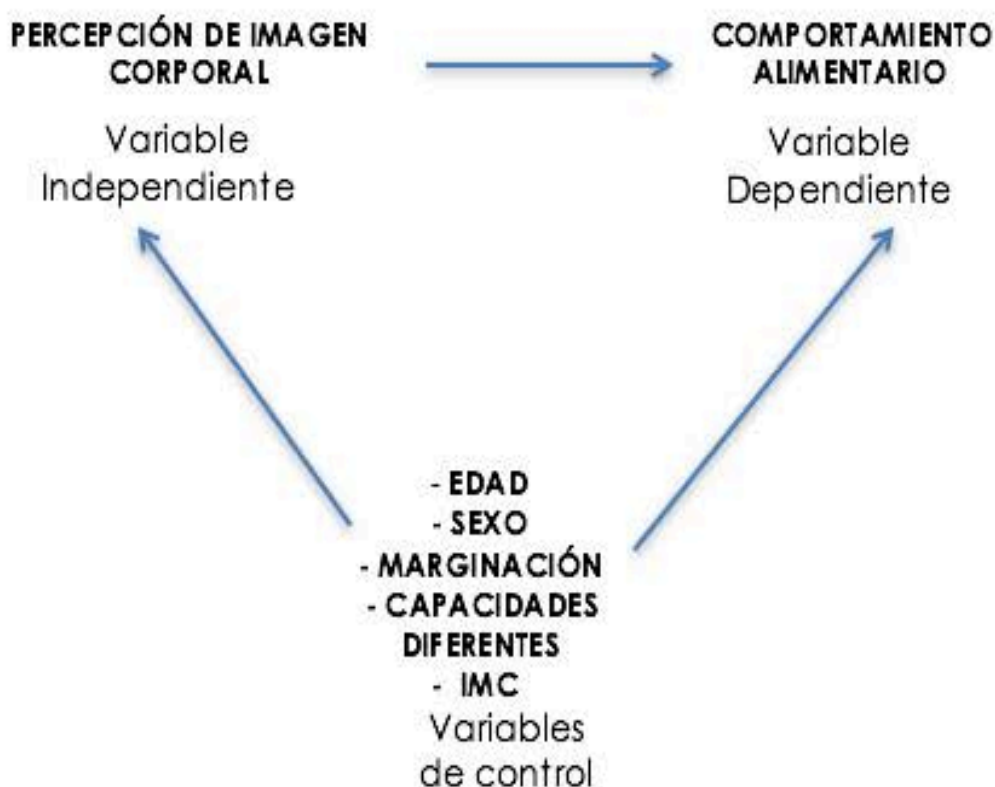 PERCEPCIÓN DE IMAGEN
CORPORAL
Variable
Independiente
COMPORTAMIENTO
ALIMENTARIO
Variable
Dependiente
- EDAD
- SEXO
- MARGINACIÓN
- CAPACIDADES
DIFERENTES
- IMC
Variables
de control